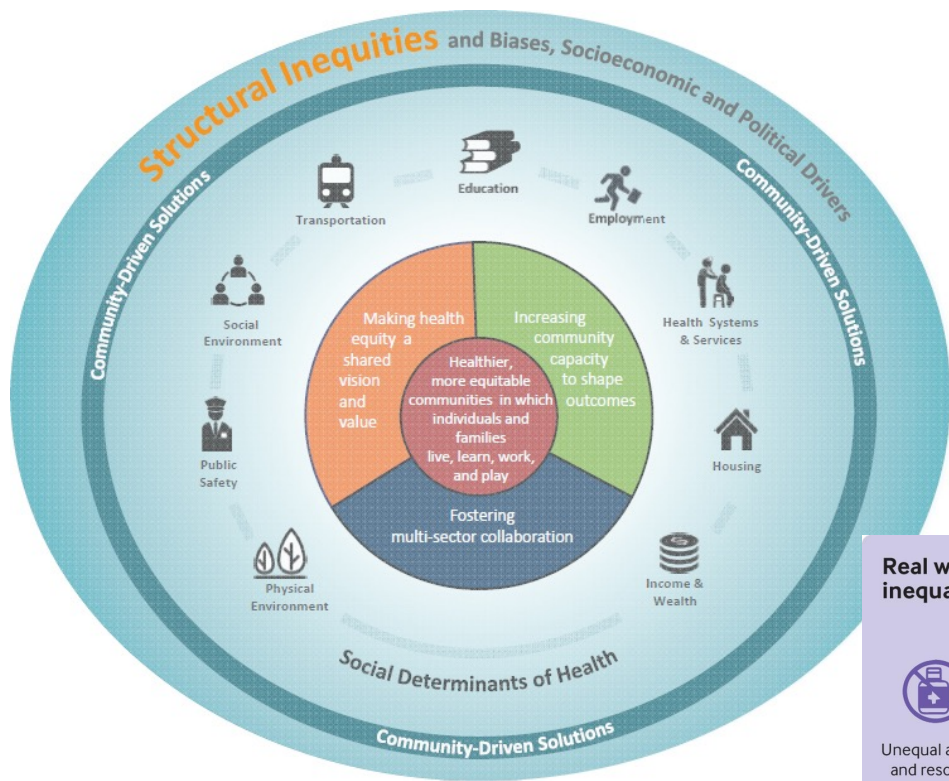 Structural Inequities and Biases, Socioeconomic and Political Drivers
Community-Driven Solutions
Community-Driven Solutions
Education
Transportation
Employment
Social
Environment
Health Systems
& Services
Public
Safety
Housing
Physical
Environment
Income &
Wealth
Making health
equity a
shared
vision
and
value
Increasing
community
capacity
to shape
outcomes
Healthier,
more equitable
communities in which
individuals and
families
live, learn, work,
and play
Fostering
multi-sector collaboration
Social Determinants of Health
Community-Driven Solutions
Real
inequa
Unequal
and